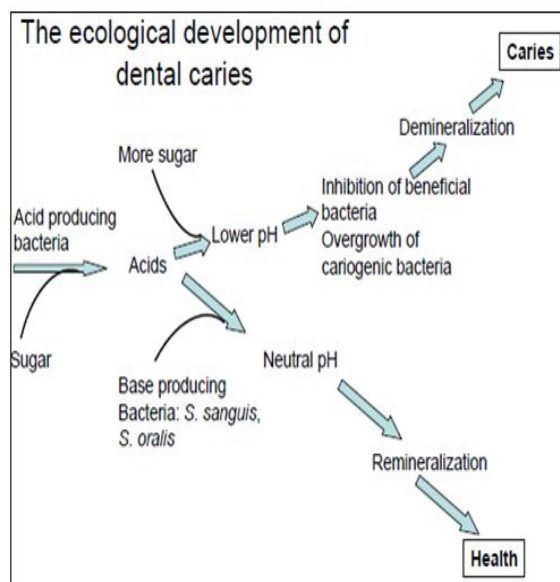 The ecological development of
dental caries
Caries
Demineralization
More sugar
Inhibition of beneficial
bacteria
Overgrowth of
cariogenic bacteria
Lower pH
Acid producing
bacteria
Acids
Sugar
Neutral pH
Base producing
Bacteria: S. sanguis,
S. oralis
Remineralization
Health